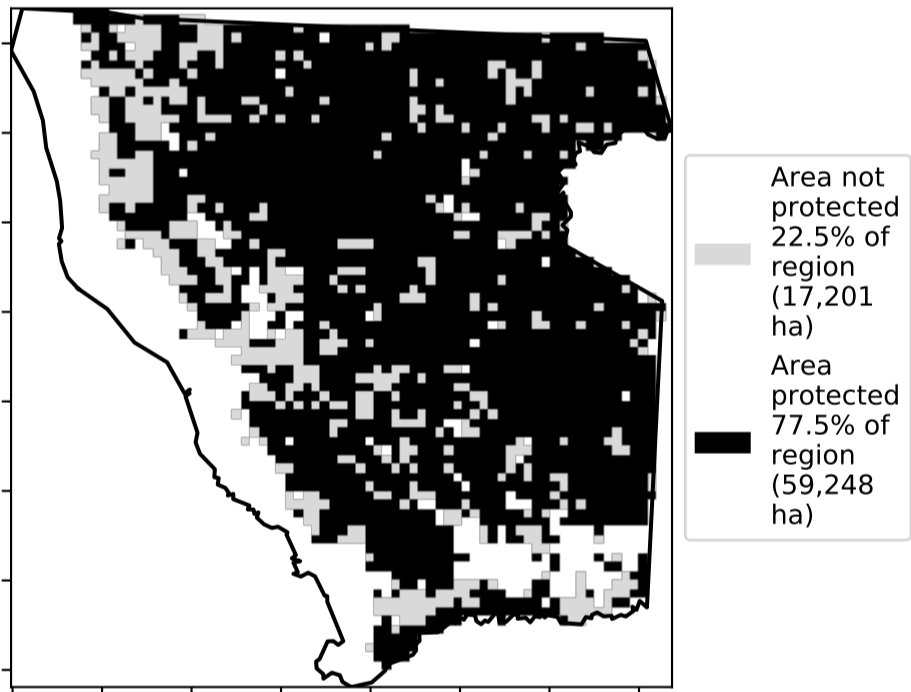 Area not
protected
22.5% of
region
(17,201
ha)
Area
protected
77.5% of
region
(59,248
ha)